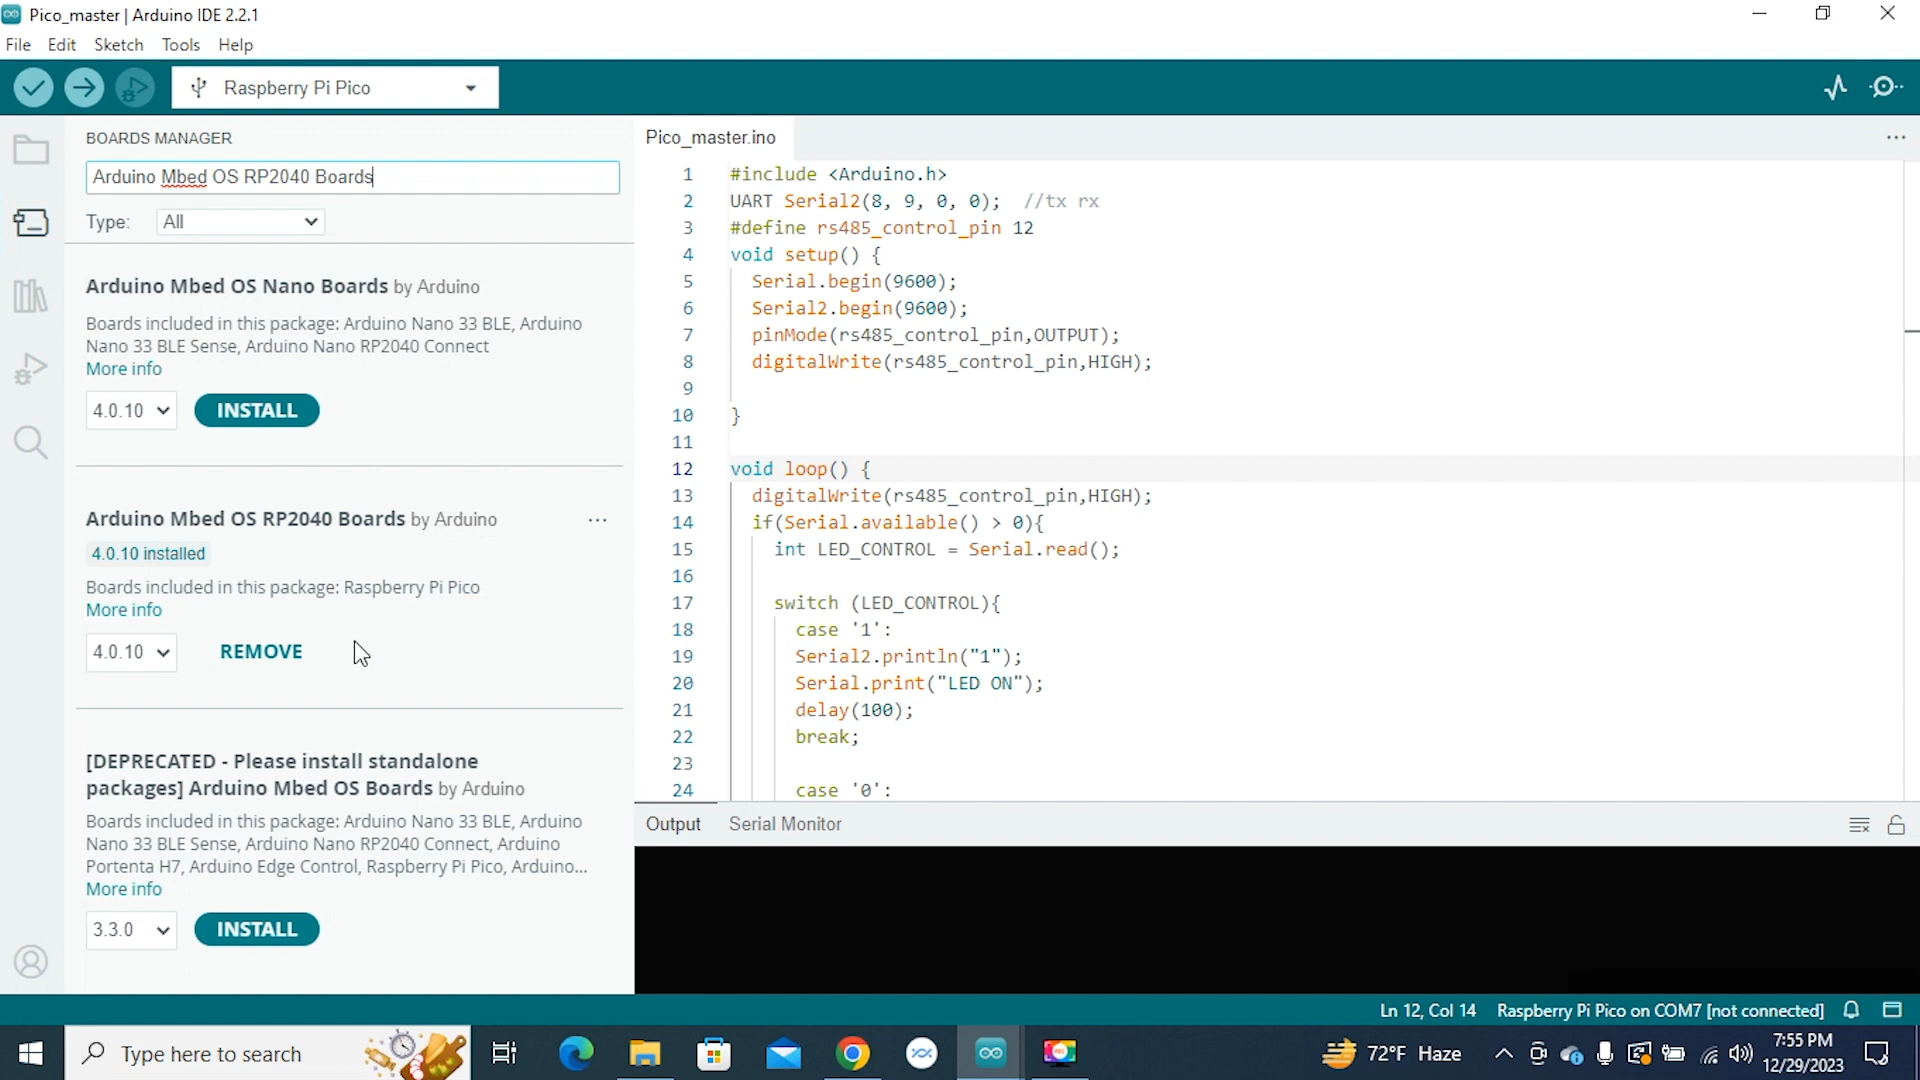 Pico_master | Arduino IDE 2.2.1
File Edit Sketch Tools Help
Raspberry Pi Pico
BOARDS MANAGER
Arduino Mbed OS RP2040 Boards
Type: All
Arduino Mbed OS Nano Boards by Arduino
Boards included in this package: Arduino Nano 33 BLE, Arduino
Nano 33 BLE Sense, Arduino Nano RP2040 Connect
More info
4.0.10 INSTALL
Arduino Mbed OS RP2040 Boards by Arduino
4.0.10 installed
Boards included in this package: Raspberry Pi Pico
More info
4.0.10 REMOVE
[DEPRECATED - Please install standalone
packages] Arduino Mbed OS Boards by Arduino
Boards included in this package: Arduino Nano 33 BLE, Arduino
Nano 33 BLE Sense, Arduino Nano RP2040 Connect, Arduino
Portenta H7, Arduino Edge Control, Raspberry Pi Pico, Arduino...
More info
3.3.0 INSTALL
Pico_master.ino
1 #include <Arduino.h>
2 UART Serial2(8, 9, 0, 0); //tx rx
3 #define rs485_control_pin 12
4 void setup() {
5 Serial.begin(9600);
6 Serial2.begin(9600);
7 pinMode(rs485_control_pin,OUTPUT);
8 digitalWrite(rs485_control_pin,HIGH);
9
10 }
11
12 void loop() {
13 digitalWrite(rs485_control_pin,HIGH);
14 if(Serial.available() > 0){
15 int LED_CONTROL = Serial.read();
16
17 switch (LED_CONTROL){
18 case '1':
19 Serial2.println("1");
20 Serial.print("LED ON");
21 delay(100);
22 break;
23
24 case '0':
Output Serial Monitor
Ln 12, Col 14 Raspberry Pi Pico on COM7 [not connected]
Type here to search
72°F Haze
7:55 PM
12/29/2023